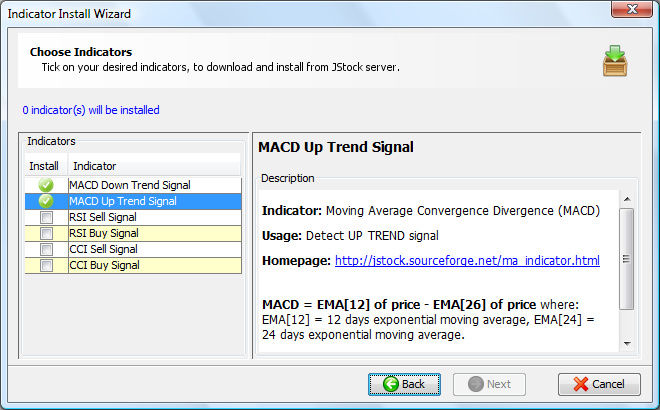 Indicator Install Wizard
Choose Indicators
Tick on your desired indicators, to download and install from JStock server.
0 indicator(s) will be installed
Indicators
Install Indicator
MACD Down Trend Signal
MACD Up Trend Signal
RSI Sell Signal
RSI Buy Signal
CCI Sell Signal
CCI Buy Signal
MACD Up Trend Signal
Description
Indicator: Moving Average Convergence Divergence (MACD)
Usage: Detect UP TREND signal
Homepage: http://jstock.sourceforge.net/ma_indicator.html
MACD = EMA[12] of price - EMA[26] of price where:
EMA[12] = 12 days exponential moving average, EMA[24] =
24 days exponential moving average.
Back Next Cancel